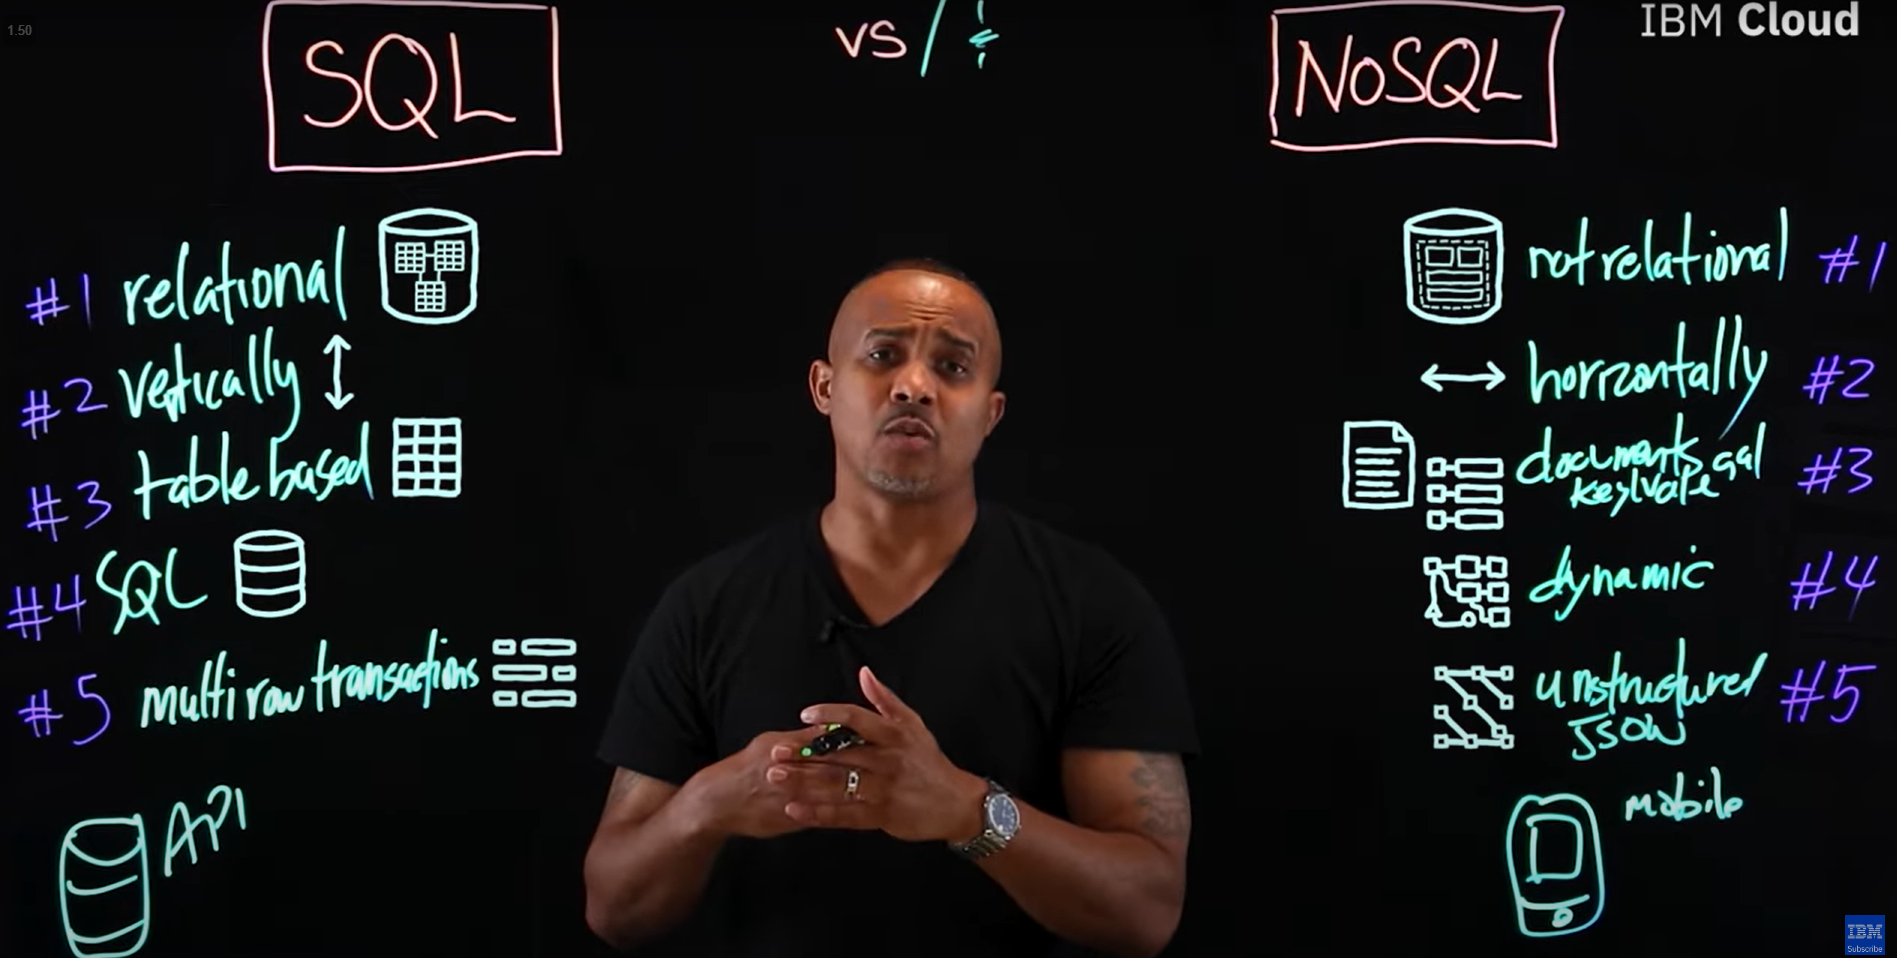 1.50
SQL
vs/&
NoSQL
IBM Cloud
#1 relational
#2 vertically
#3 table based
#4 SQL
#5 multi row transactions
API
not relational #1
horizontally #2
documents #3
key/value
dynamic #4
unstructured #5
JSON
mobile
IBM
Subscribe